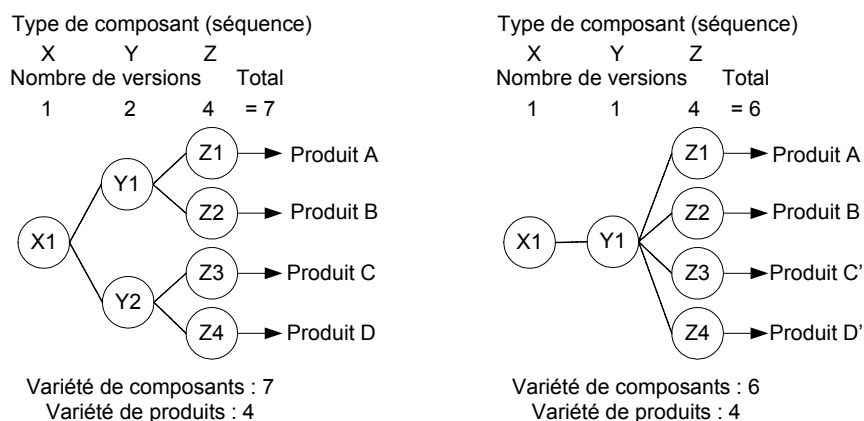 Type de composant (séquence)
X Y Z
Nombre de versions Total
1 2 4 = 7
Z1 Produit A
Y1
Z2 Produit B
X1
Z3 Produit C
Y2
Z4 Produit D
Variété de composants : 7
Variété de produits : 4
Type de composant (séquence)
X Y Z
Nombre de versions Total
1 1 4 = 6
Z1 Produit A
Z2 Produit B
X1 Y1
Z3 Produit C'
Z4 Produit D'
Variété de composants : 6
Variété de produits : 4